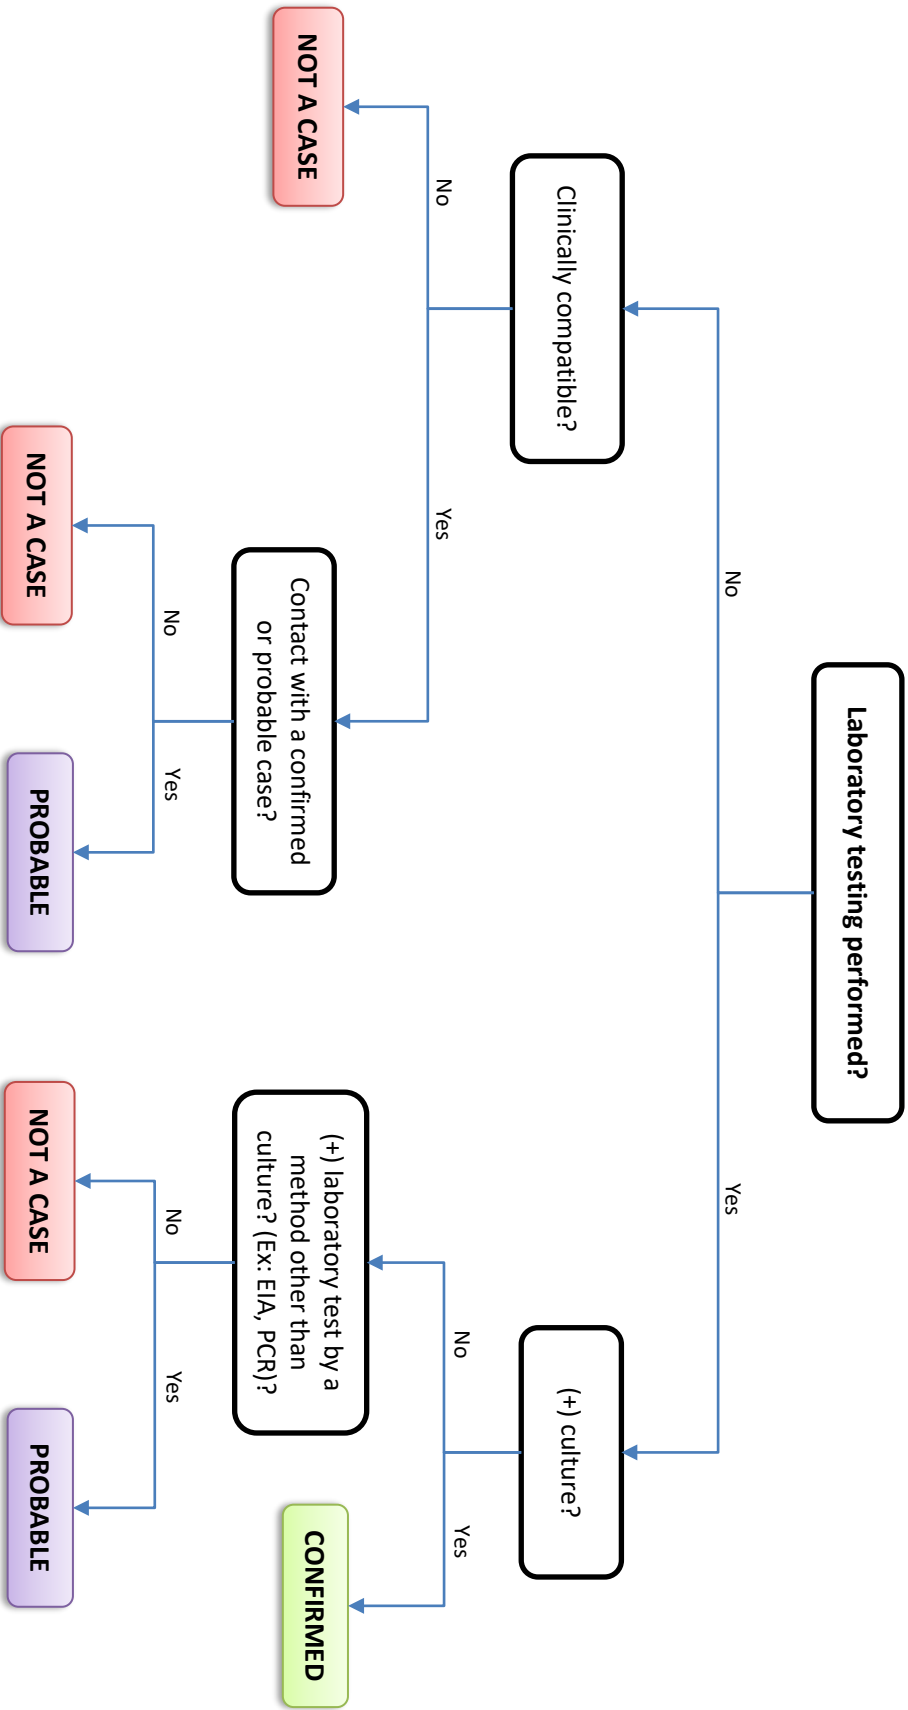 Laboratory testing performed?
No
Yes
Clinically compatible?
(+) culture?
No
Yes
No
Yes
NOT A CASE
Contact with a confirmed
or probable case?
(+) laboratory test by a
method other than
culture? (Ex: EIA, PCR)?
CONFIRMED
No
Yes
No
Yes
NOT A CASE
PROBABLE
NOT A CASE
PROBABLE